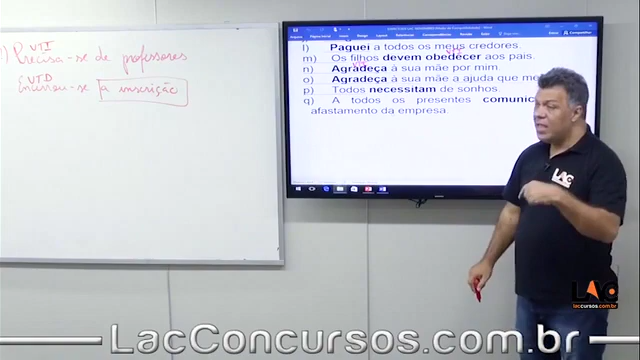 VTI
Precisa-se de professores
VTD
Encerrou-se a inscrição
l) Paguei a todos os meus credores.
m) Os filhos devem obedecer aos pais.
n) Agradeça à sua mãe por mim.
o) Agradeça à sua mãe a ajuda que me
p) Todos necessitam de sonhos.
q) A todos os presentes comunic
afastamento da empresa.
LAC
LAC
laccursos.com.br
LacConcursos.com.br